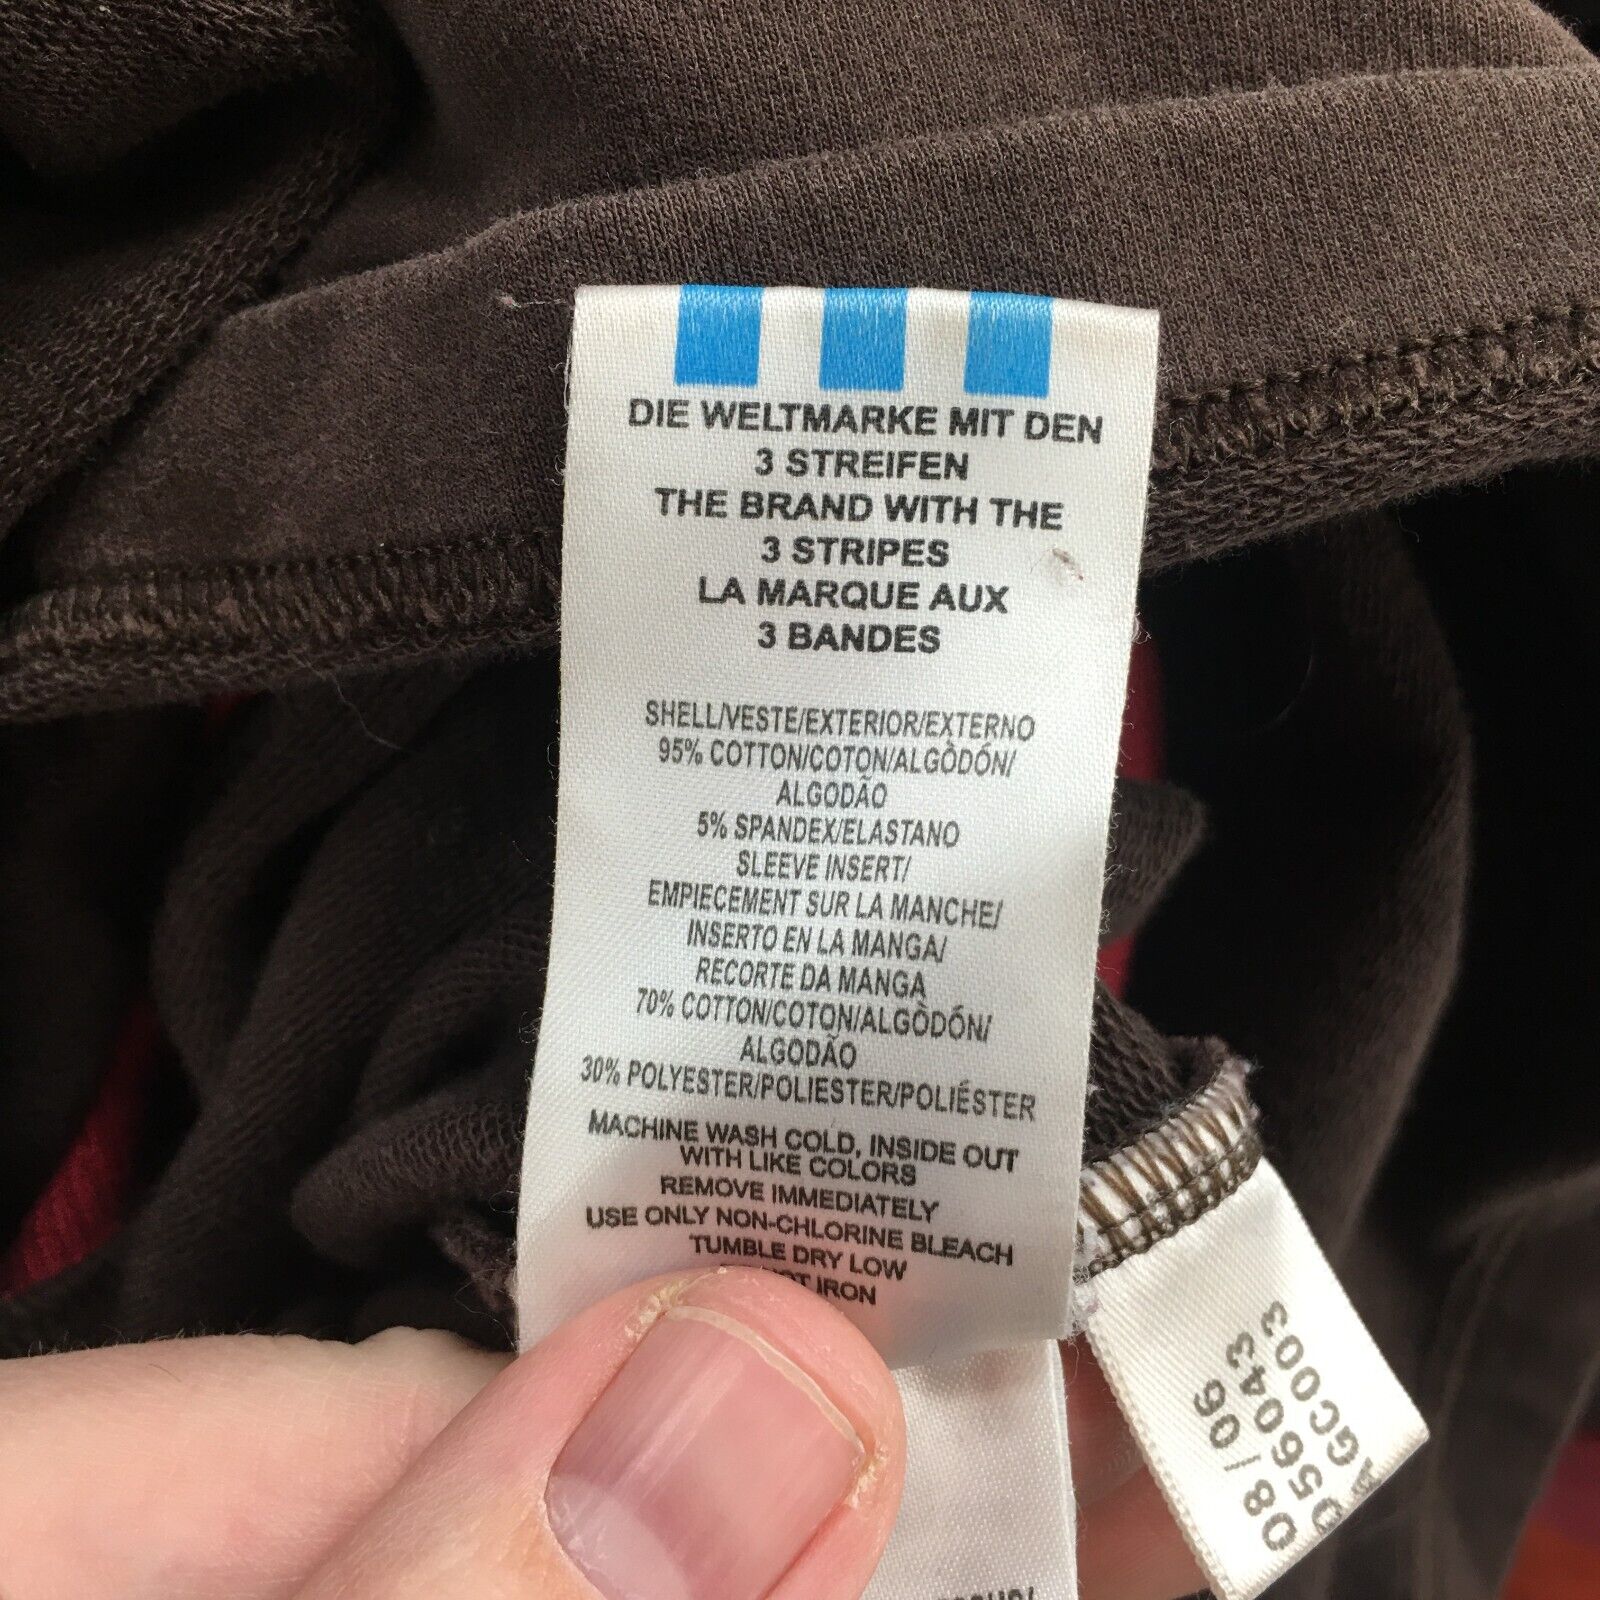 DIE WELTMARKE MIT DEN
3 STREIFEN
THE BRAND WITH THE
3 STRIPES
LA MARQUE AUX
3 BANDES
SHELL/VESTE/EXTERIOR/EXTERNO
95% COTTON/COTON/ALGÒDÓN/
ALGODÃO
5% SPANDEX/ELASTANO
SLEEVE INSERT/
EMPIECEMENT SUR LA MANCHE/
INSERTO EN LA MANGA/
RECORTE DA MANGA
70% COTTON/COTON/ALGÒDÓN/
ALGODÃO
30% POLYESTER/POLIESTER/POLIÉSTER
MACHINE WASH COLD, INSIDE OUT
WITH LIKE COLORS
REMOVE IMMEDIATELY
USE ONLY NON-CHLORINE BLEACH
TUMBLE DRY LOW
IRON
08/06
056043
AGC003